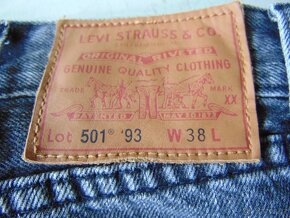 LEVI STRAUSS & CO.
ORIGINAL RIVETED
GENUINE QUALITY CLOTHING
TRADE MARK
XX
PATENTED MAY 20 1873
Lot 501® '93 W 38 L